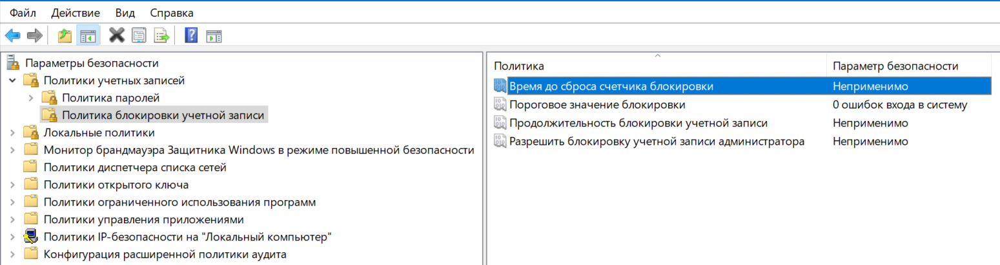 Файл Действие Вид Справка
Параметры безопасности
Политики учетных записей
Политика паролей
Политика блокировки учетной записи
Локальные политики
Монитор брандмауэра Защитника Windows в режиме повышенной безопасности
Политики диспетчера списка сетей
Политики открытого ключа
Политики ограниченного использования программ
Политики управления приложениями
Политики IP-безопасности на "Локальный компьютер"
Конфигурация расширенной политики аудита
Политика Параметр безопасности
Время до сброса счетчика блокировки Неприменимо
Пороговое значение блокировки 0 ошибок входа в систему
Продолжительность блокировки учетной записи Неприменимо
Разрешить блокировку учетной записи администратора Неприменимо